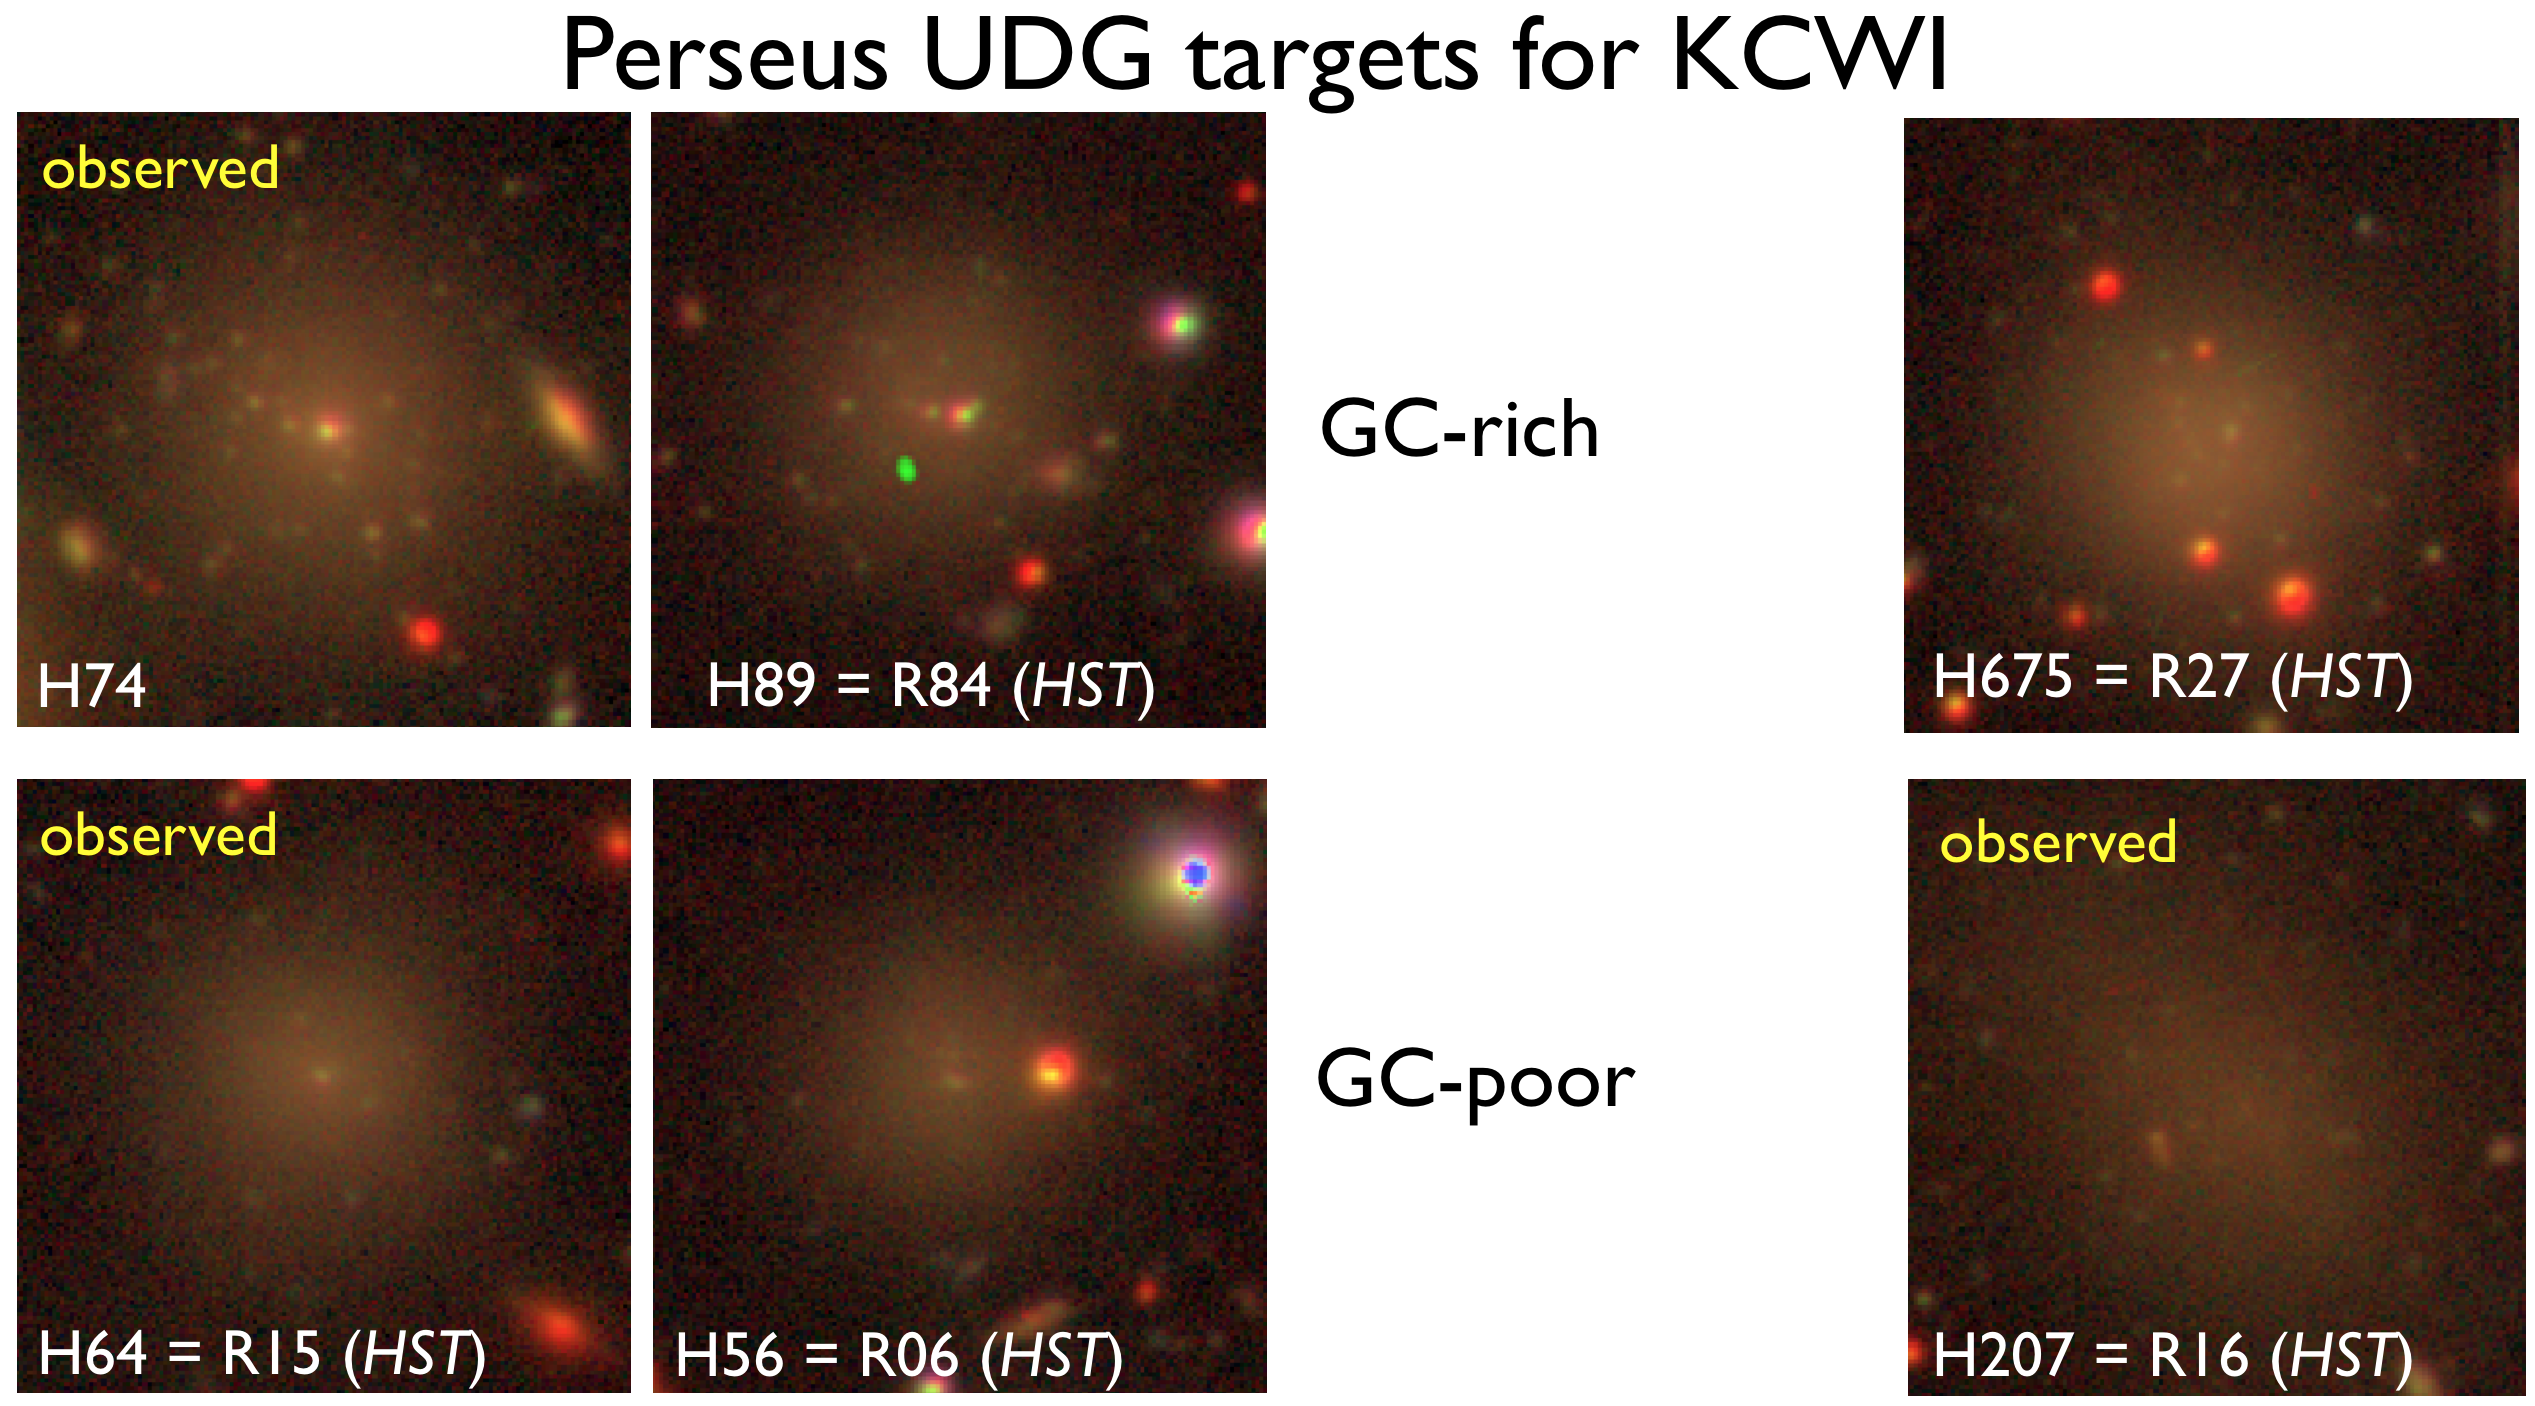 Perseus UDG targets for KCWI
observed
H74
H89 = R84 (HST)
GC-rich
H675 = R27 (HST)
observed
H64 = R15 (HST)
H56 = R06 (HST)
GC-poor
observed
H207 = R16 (HST)